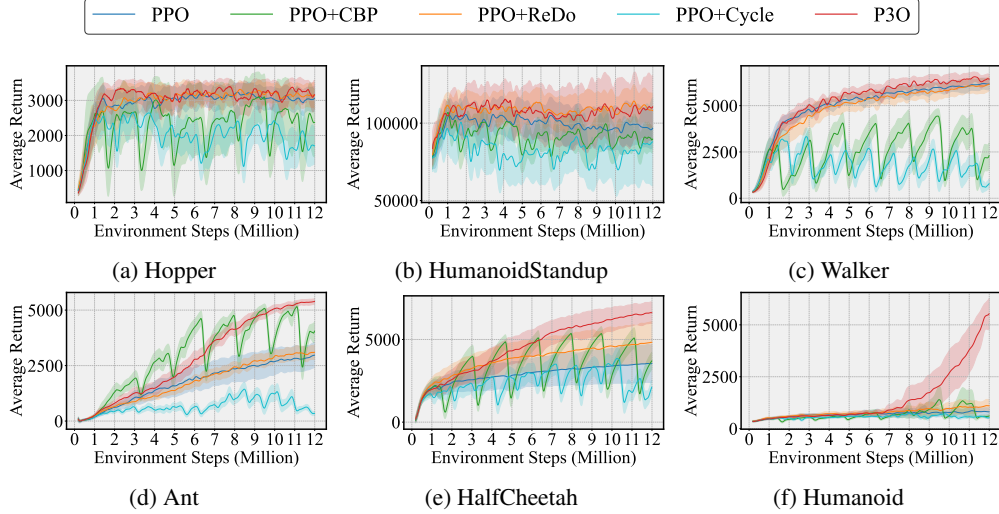 PPO PPO+CBP PPO+ReDo PPO+Cycle P3O
Average Return
3000
2000
1000
0 1 2 3 4 5 6 7 8 9 10 11 12
Environment Steps (Million)
(a) Hopper
Average Return
100000
50000
0 1 2 3 4 5 6 7 8 9 10 11 12
Environment Steps (Million)
(b) HumanoidStandup
Average Return
5000
2500
0
0 1 2 3 4 5 6 7 8 9 10 11 12
Environment Steps (Million)
(c) Walker
Average Return
5000
2500
0
0 1 2 3 4 5 6 7 8 9 10 11 12
Environment Steps (Million)
(d) Ant
Average Return
5000
2500
0
0 1 2 3 4 5 6 7 8 9 10 11 12
Environment Steps (Million)
(e) HalfCheetah
Average Return
5000
2500
0
0 1 2 3 4 5 6 7 8 9 10 11 12
Environment Steps (Million)
(f) Humanoid